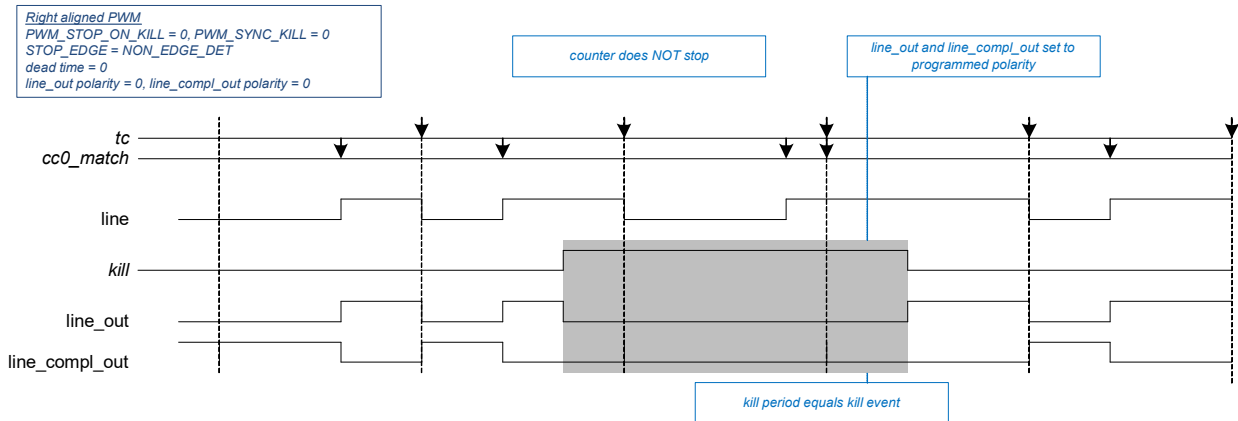 Right aligned PWM
PWM_STOP_ON_KILL = 0, PWM_SYNC_KILL = 0
STOP_EDGE = NON_EDGE_DET
dead time = 0
line_out polarity = 0, line_compl_out polarity = 0
counter does NOT stop
line_out and line_compl_out set to
programmed polarity
tc
cc0_match
line
kill
line_out
line_compl_out
kill period equals kill event